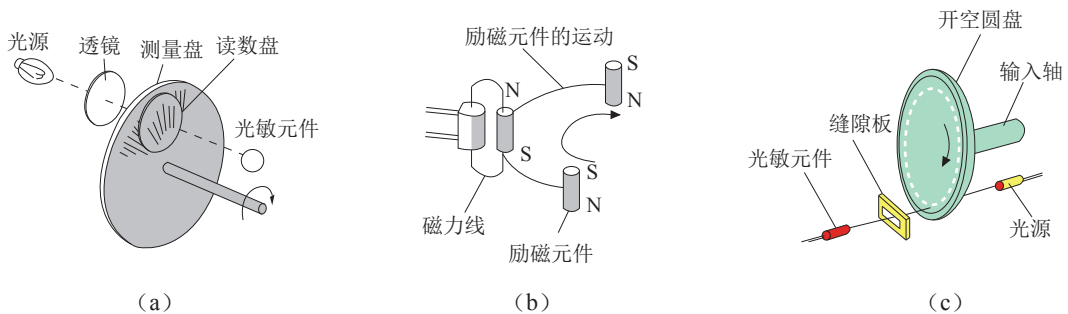 光源
透镜
测量盘
读数盘
光敏元件
(a)
励磁元件的运动
S
N
N
S
S
N
磁力线
励磁元件
(b)
开空圆盘
输入轴
缝隙板
光敏元件
光源
(c)